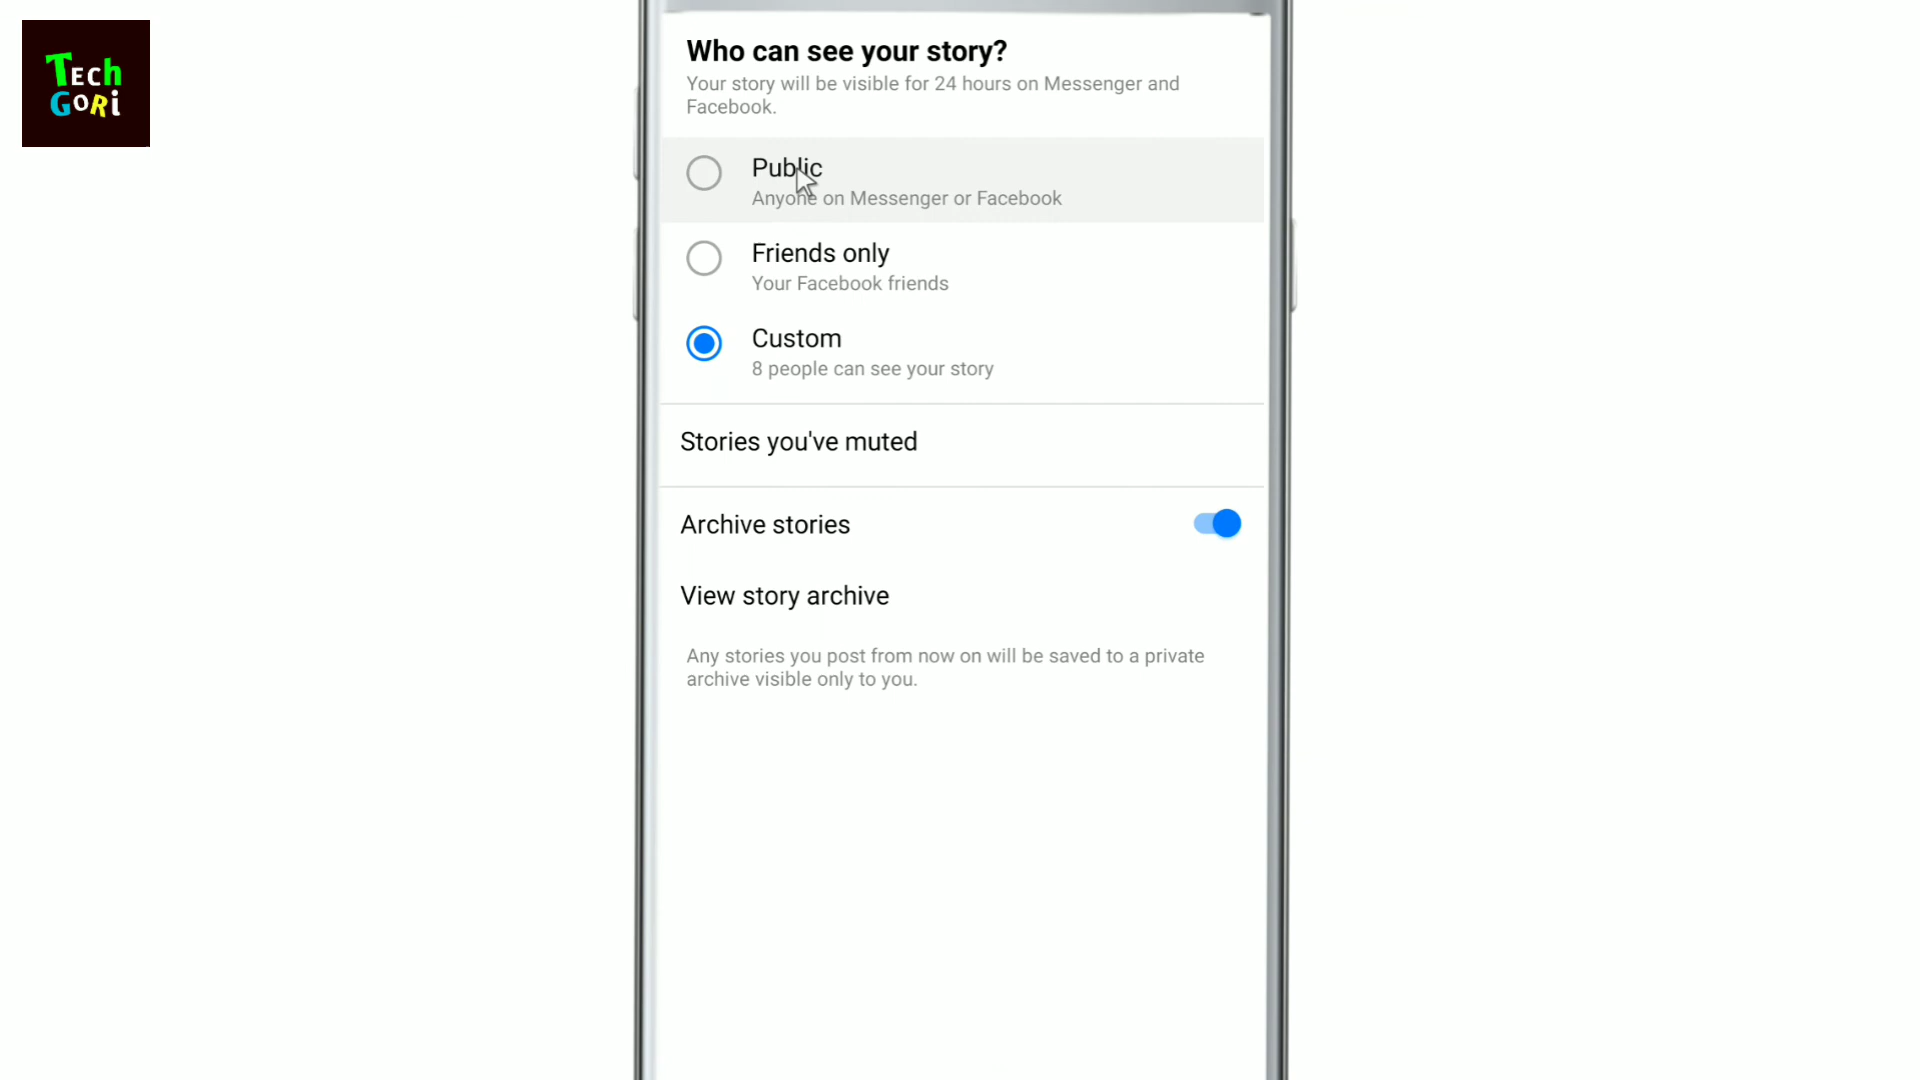 Tech
Gori
Who can see your story?
Your story will be visible for 24 hours on Messenger and
Facebook.
Public
Anyone on Messenger or Facebook
Friends only
Your Facebook friends
Custom
8 people can see your story
Stories you've muted
Archive stories
View story archive
Any stories you post from now on will be saved to a private
archive visible only to you.